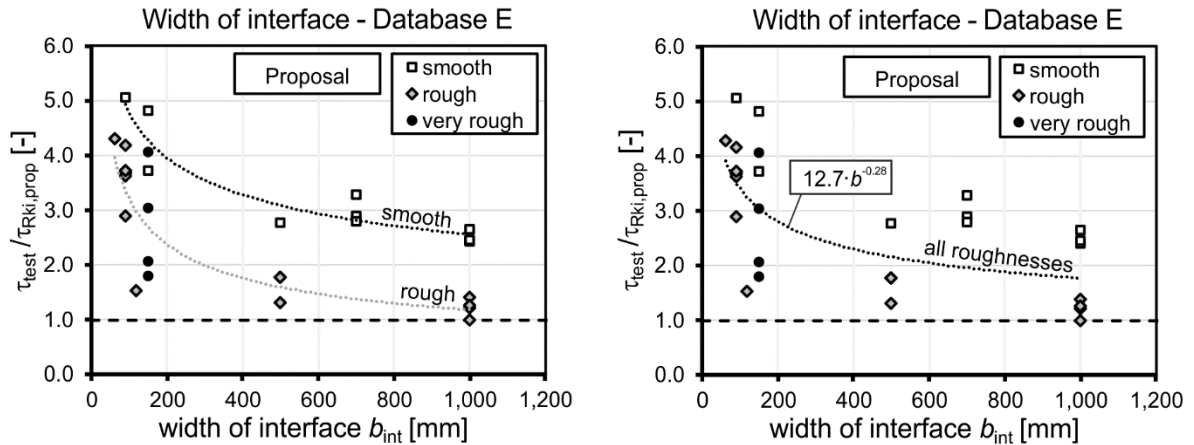 Width of interface - Database E
6.0
5.0
4.0
3.0
2.0
1.0
0.0
τtest /τRki,prop [-]
Proposal
smooth
rough
very rough
smooth
rough
0
200
400
600
800
1,000
1,200
width of interface bint [mm]
Width of interface - Database E
6.0
5.0
4.0
3.0
2.0
1.0
0.0
τtest /τRki,prop [-]
Proposal
smooth
rough
very rough
12.7·b-0.28
all roughnesses
0
200
400
600
800
1,000
1,200
width of interface bint [mm]